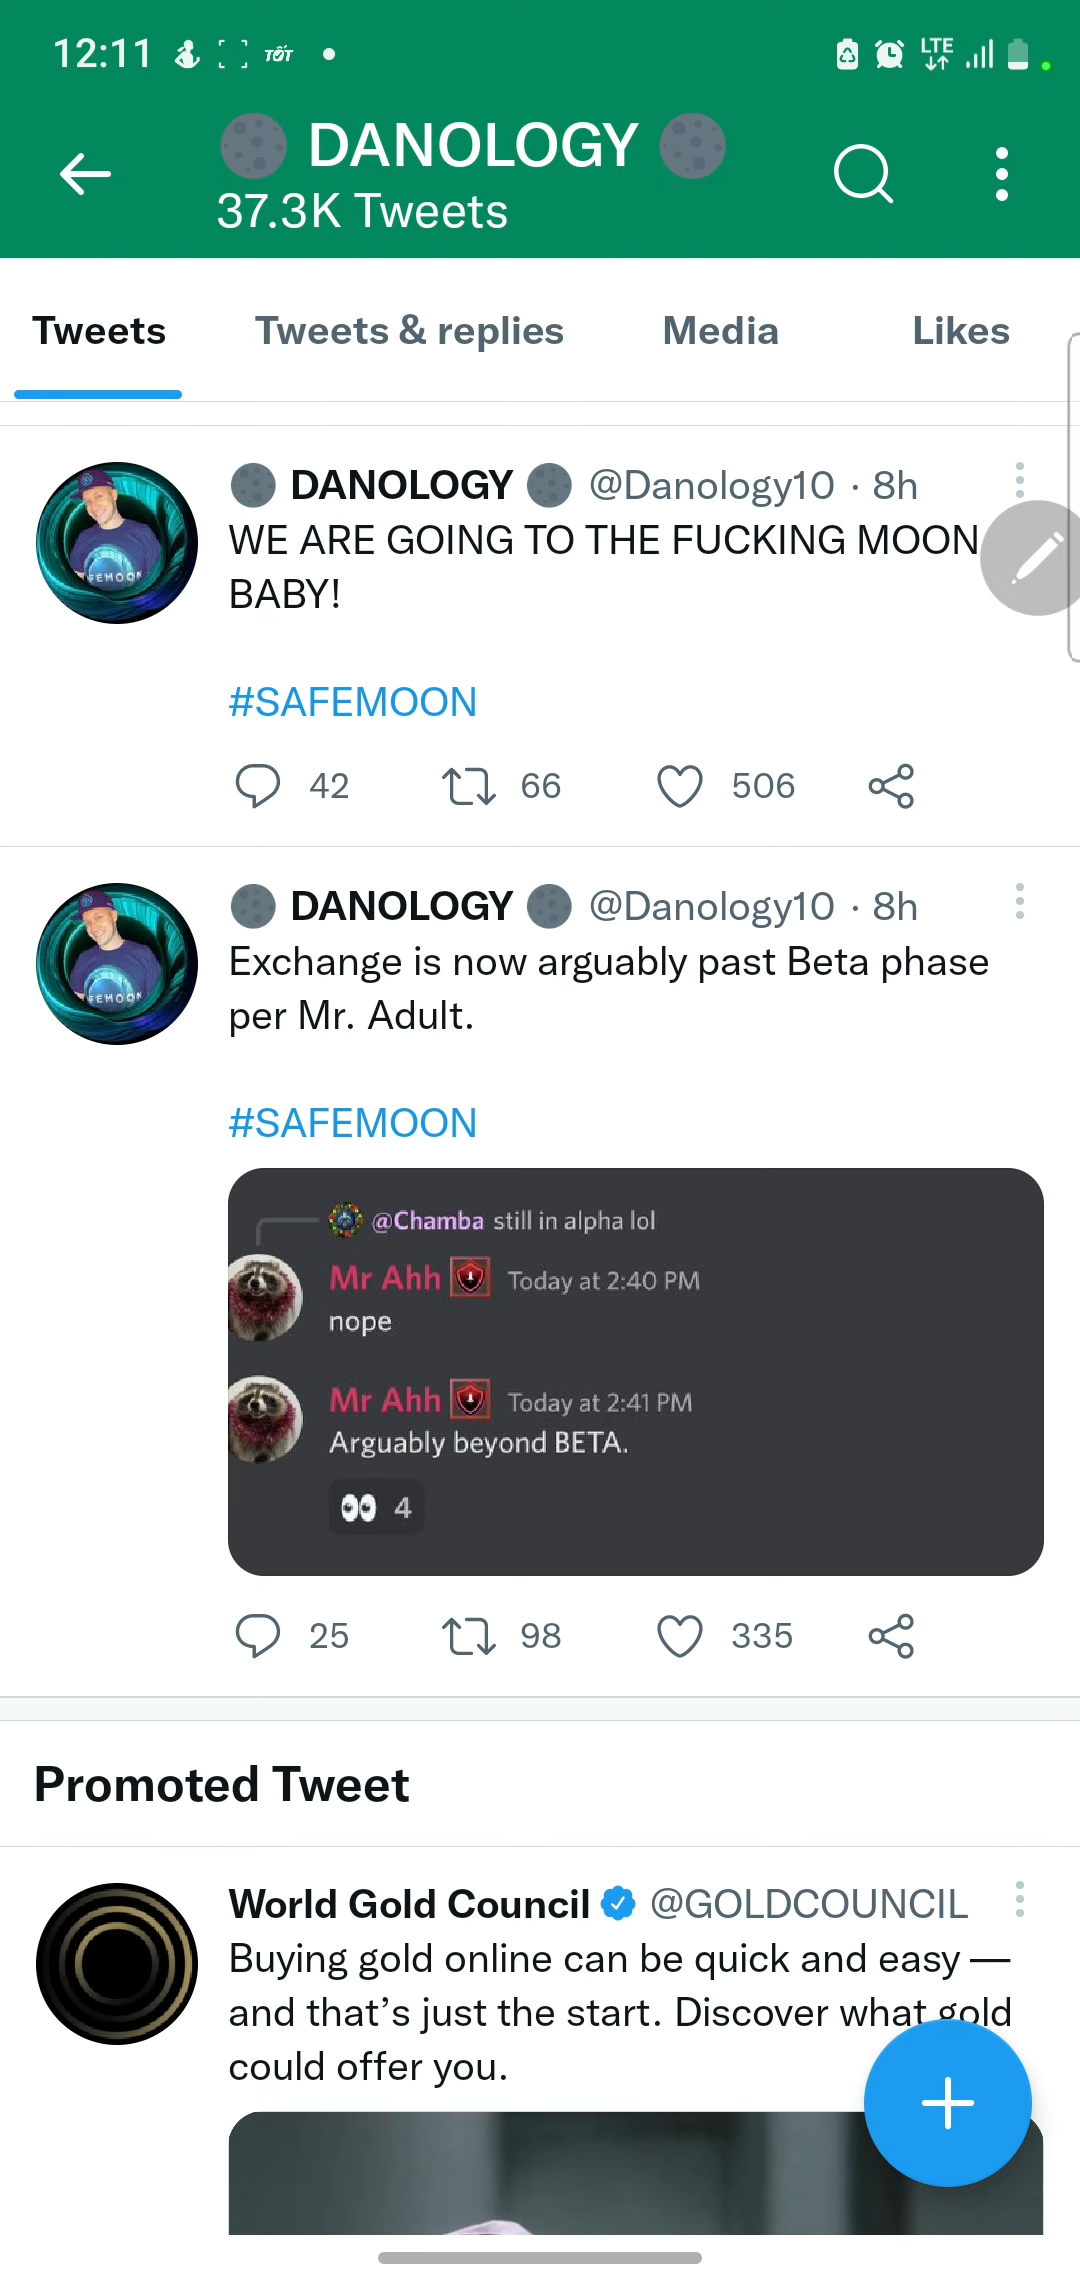 12:11 TỐT LTE
DANOLOGY
37.3K Tweets
Tweets Tweets & replies Media Likes
DANOLOGY @Danology10 · 8h
WE ARE GOING TO THE FUCKING MOON
BABY!
#SAFEMOON
42 66 506
DANOLOGY @Danology10 · 8h
Exchange is now arguably past Beta phase
per Mr. Adult.
#SAFEMOON
@Chamba still in alpha lol
Mr Ahh Today at 2:40 PM
nope
Mr Ahh Today at 2:41 PM
Arguably beyond BETA.
👀 4
25 98 335
Promoted Tweet
World Gold Council @GOLDCOUNCIL
Buying gold online can be quick and easy —
and that’s just the start. Discover what gold
could offer you.